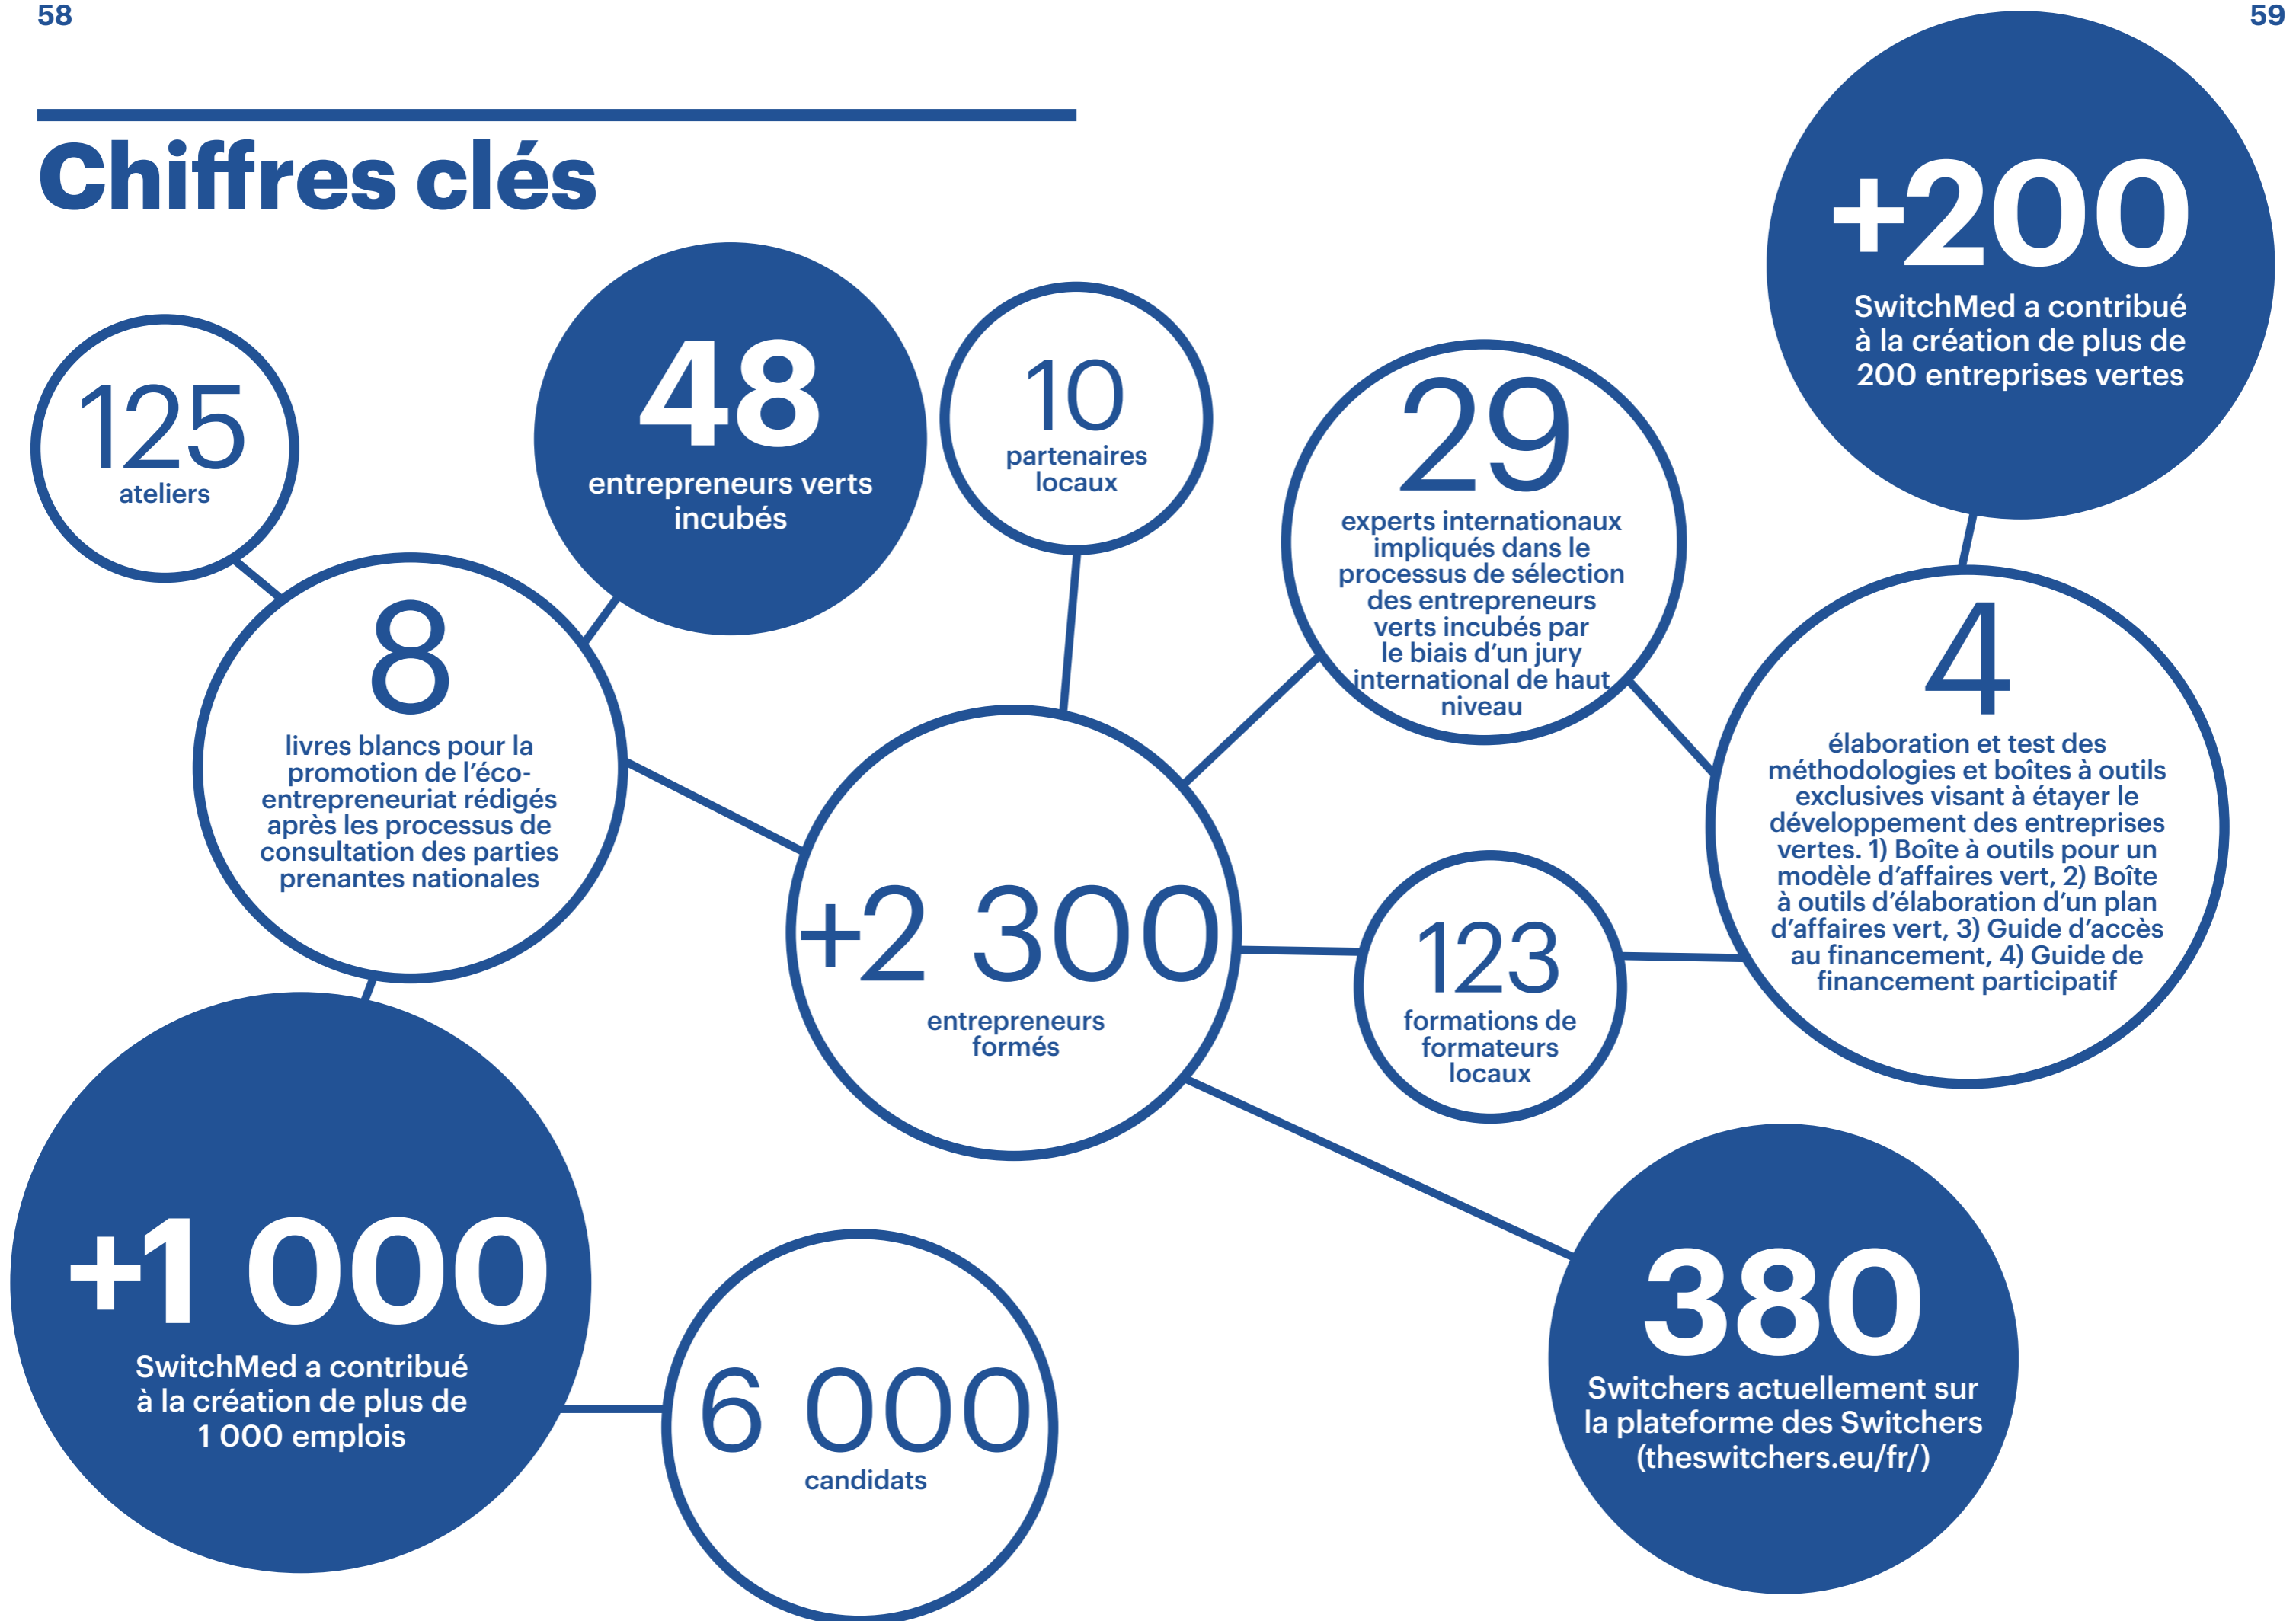 58
59
Chiffres clés
125
ateliers
48
entrepreneurs verts
incubés
10
partenaires
locaux
29
experts internationaux
impliqués dans le
processus de sélection
des entrepreneurs
verts incubés par
le biais d’un jury
international de haut
niveau
+200
SwitchMed a contribué
à la création de plus de
200 entreprises vertes
8
livres blancs pour la
promotion de l’éco-
entrepreneuriat rédigés
après les processus de
consultation des parties
prenantes nationales
+2 300
entrepreneurs
formés
123
formations de
formateurs
locaux
4
élaboration et test des
méthodologies et boîtes à outils
exclusives visant à étayer le
développement des entreprises
vertes. 1) Boîte à outils pour un
modèle d’affaires vert, 2) Boîte
à outils d’élaboration d’un plan
d’affaires vert, 3) Guide d’accès
au financement, 4) Guide de
financement participatif
+1 000
SwitchMed a contribué
à la création de plus de
1 000 emplois
6 000
candidats
380
Switchers actuellement sur
la plateforme des Switchers
(theswitchers.eu/fr/)